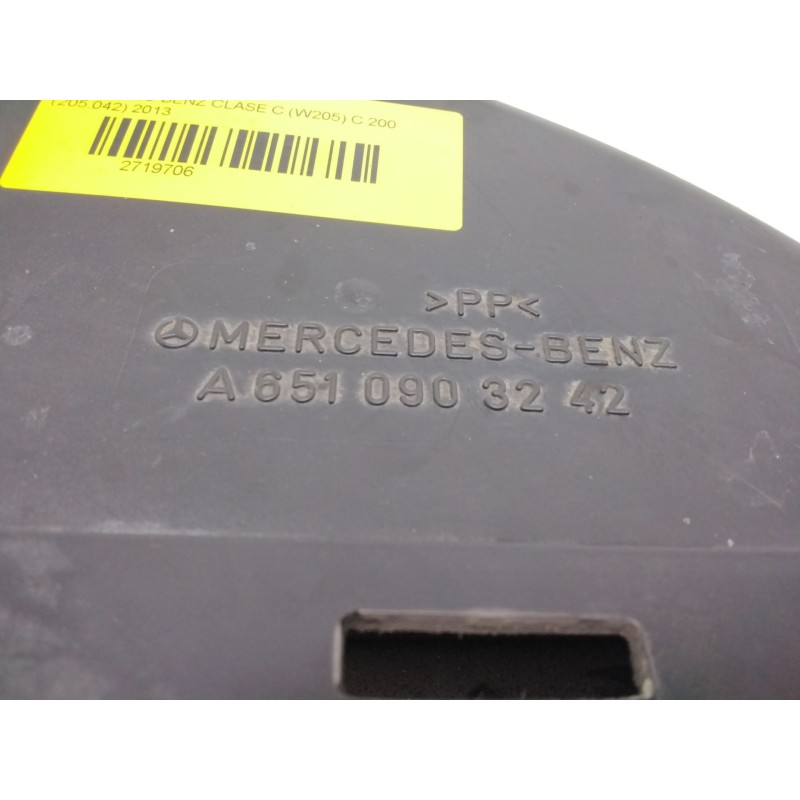 BENZ CLASE C (W205) C 200
(205.042) 2013
2719706
>PP<
MERCEDES-BENZ
A 651 090 32 42